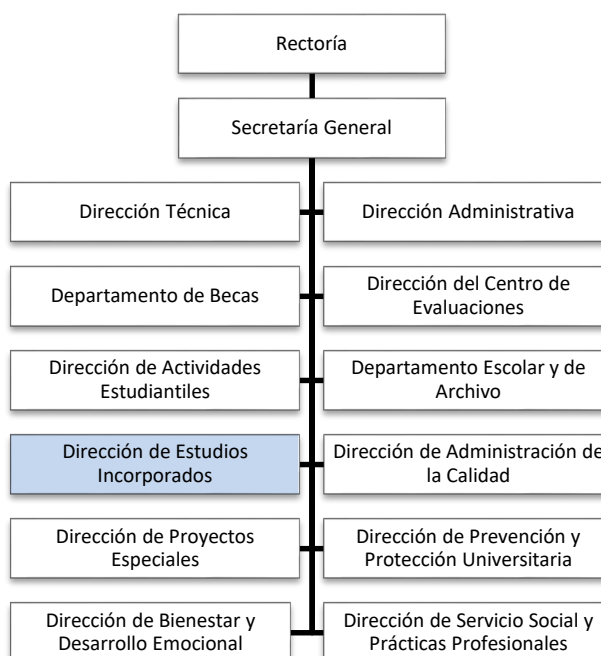 Rectoría
Secretaría General
Dirección Técnica
Dirección Administrativa
Departamento de Becas
Dirección del Centro de
Evaluaciones
Dirección de Actividades
Estudiantiles
Departamento Escolar y de
Archivo
Dirección de Estudios
Incorporados
Dirección de Administración de
la Calidad
Dirección de Proyectos
Especiales
Dirección de Prevención y
Protección Universitaria
Dirección de Bienestar y
Desarrollo Emocional
Dirección de Servicio Social y
Prácticas Profesionales